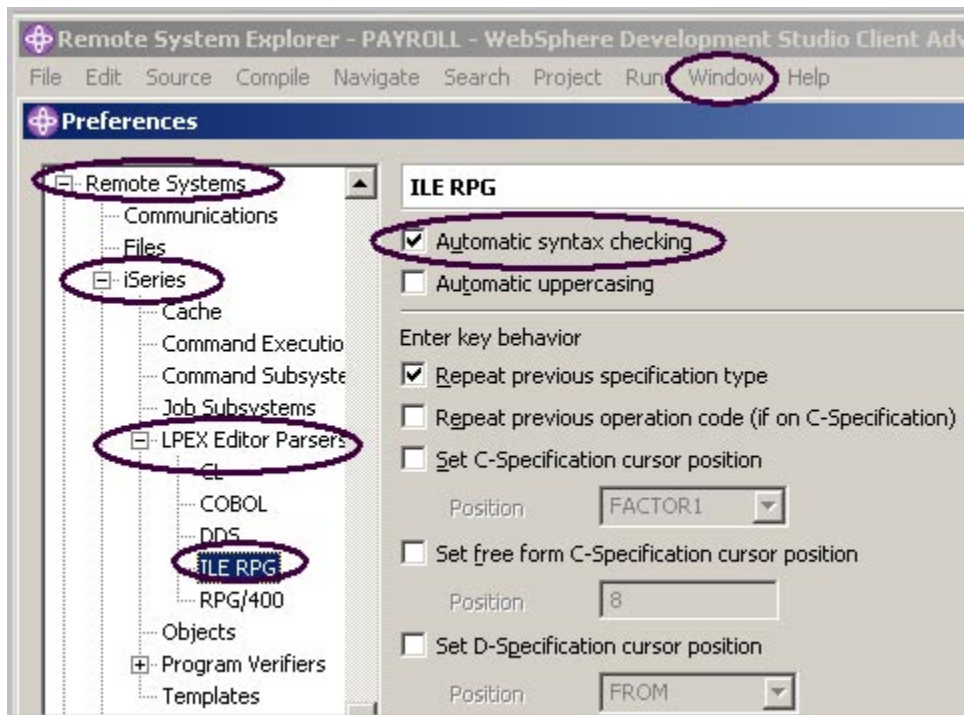 Remote System Explorer - PAYROLL - WebSphere Development Studio Client Adv
File Edit Source Compile Navigate Search Project Run Window Help
Preferences
Remote Systems
Communications
Files
iSeries
Cache
Command Executio
Command Subsyste
Job Subsystems
LPEX Editor Parsers
CL
COBOL
DDS
ILE RPG
RPG/400
Objects
Program Verifiers
Templates
ILE RPG
Automatic syntax checking
Automatic uppercasing
Enter key behavior
Repeat previous specification type
Repeat previous operation code (if on C-Specification)
Set C-Specification cursor position
Position FACTOR1
Set free form C-Specification cursor position
Position 8
Set D-Specification cursor position
Position FROM